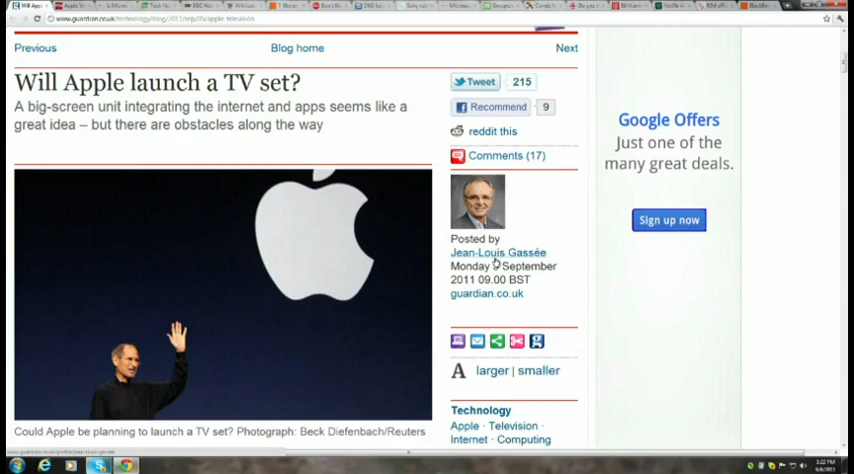 www.guardian.co.uk/technology/blog/2011/sep/05/apple-television
Previous
Blog home
Next
Will Apple launch a TV set?
A big-screen unit integrating the internet and apps seems like a
great idea – but there are obstacles along the way
Tweet 215
Recommend 9
reddit this
Comments (17)
Posted by
Jean-Louis Gassée
Monday September
2011 09.00 BST
guardian.co.uk
A larger | smaller
Technology
Apple · Television ·
Internet · Computing
Could Apple be planning to launch a TV set? Photograph: Beck Diefenbach/Reuters
Google Offers
Just one of the
many great deals.
Sign up now
3:22 PM